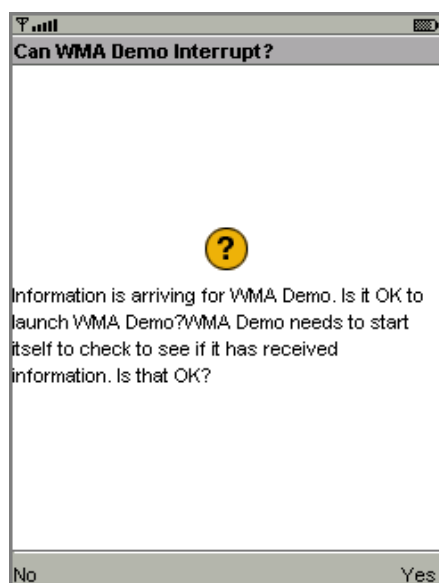 Can WMA Demo Interrupt?
?
Information is arriving for WMA Demo. Is it OK to
launch WMA Demo?WMA Demo needs to start
itself to check to see if it has received
information. Is that OK?
No Yes